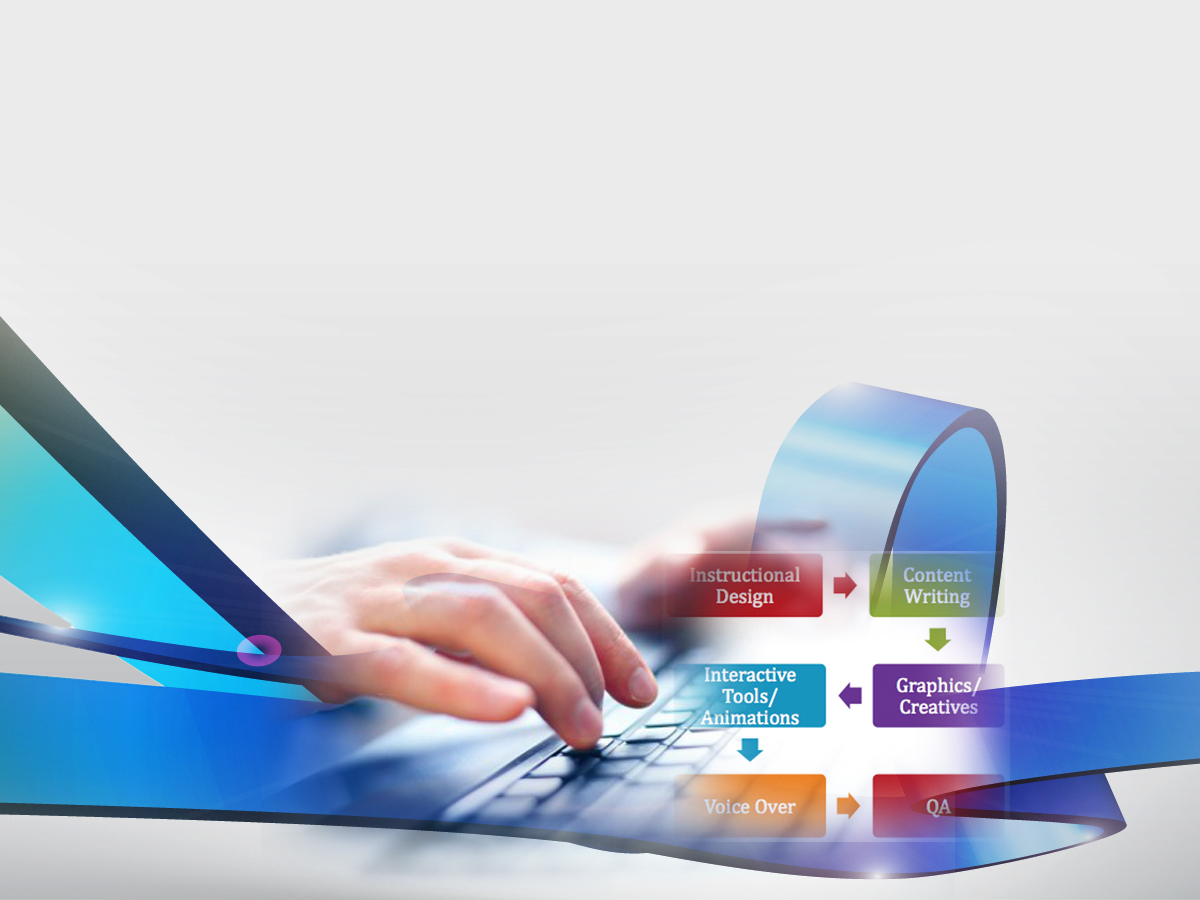 Instructional
Design
Content
Writing
Graphics/
Creatives
Interactive
Tools/
Animations
Voice Over
QA